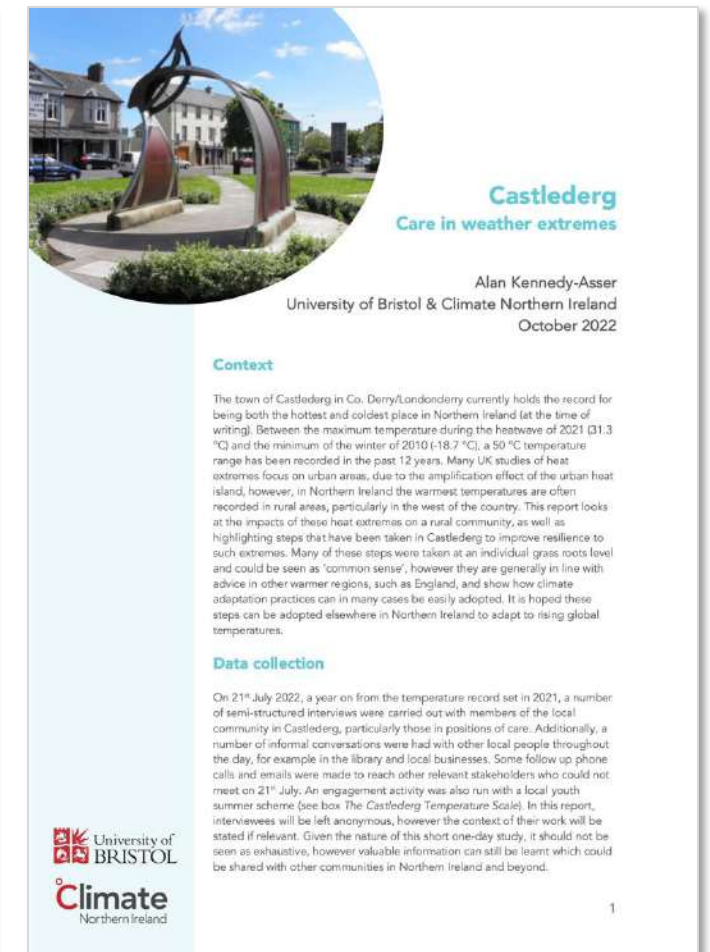 Castlederg
Care in weather extremes
Alan Kennedy-Asser
University of Bristol & Climate Northern Ireland
October 2022
Context
The town of Castlederg in Co. Derry/Londonderry currently holds the record for
being both the hottest and coldest place in Northern Ireland (at the time of
writing). Between the maximum temperature during the heatwave of 2021 (31.3
°C) and the minimum of the winter of 2010 (-18.7 °C), a 50 °C temperature
range has been recorded in the past 12 years. Many UK studies of heat
extremes focus on urban areas, due to the amplification effect of the urban heat
island, however, in Northern Ireland the warmest temperatures are often
recorded in rural areas, particularly in the west of the country. This report looks
at the impacts of these heat extremes on a rural community, as well as
highlighting steps that have been taken in Castlederg to improve resilience to
such extremes. Many of these steps were taken at an individual grass roots level
and could be seen as 'common sense', however they are generally in line with
advice in other warmer regions, such as England, and show how climate
adaptation practices can in many cases be easily adopted. It is hoped these
steps can be adopted elsewhere in Northern Ireland to adapt to rising global
temperatures.
Data collection
On 21st July 2022, a year on from the temperature record set in 2021, a number
of semi-structured interviews were carried out with members of the local
community in Castlederg, particularly those in positions of care. Additionally, a
number of informal conversations were had with other local people throughout
the day, for example in the library and local businesses. Some follow up phone
calls and emails were made to reach other relevant stakeholders who could not
meet on 21st July. An engagement activity was also run with a local youth
summer scheme (see box The Castlederg Temperature Scale). In this report,
interviewees will be left anonymous, however the context of their work will be
stated if relevant. Given the nature of this short one-day study, it should not be
seen as exhaustive, however valuable information can still be learnt which could
be shared with other communities in Northern Ireland and beyond.
University of
BRISTOL
Climate
Northern Ireland
1